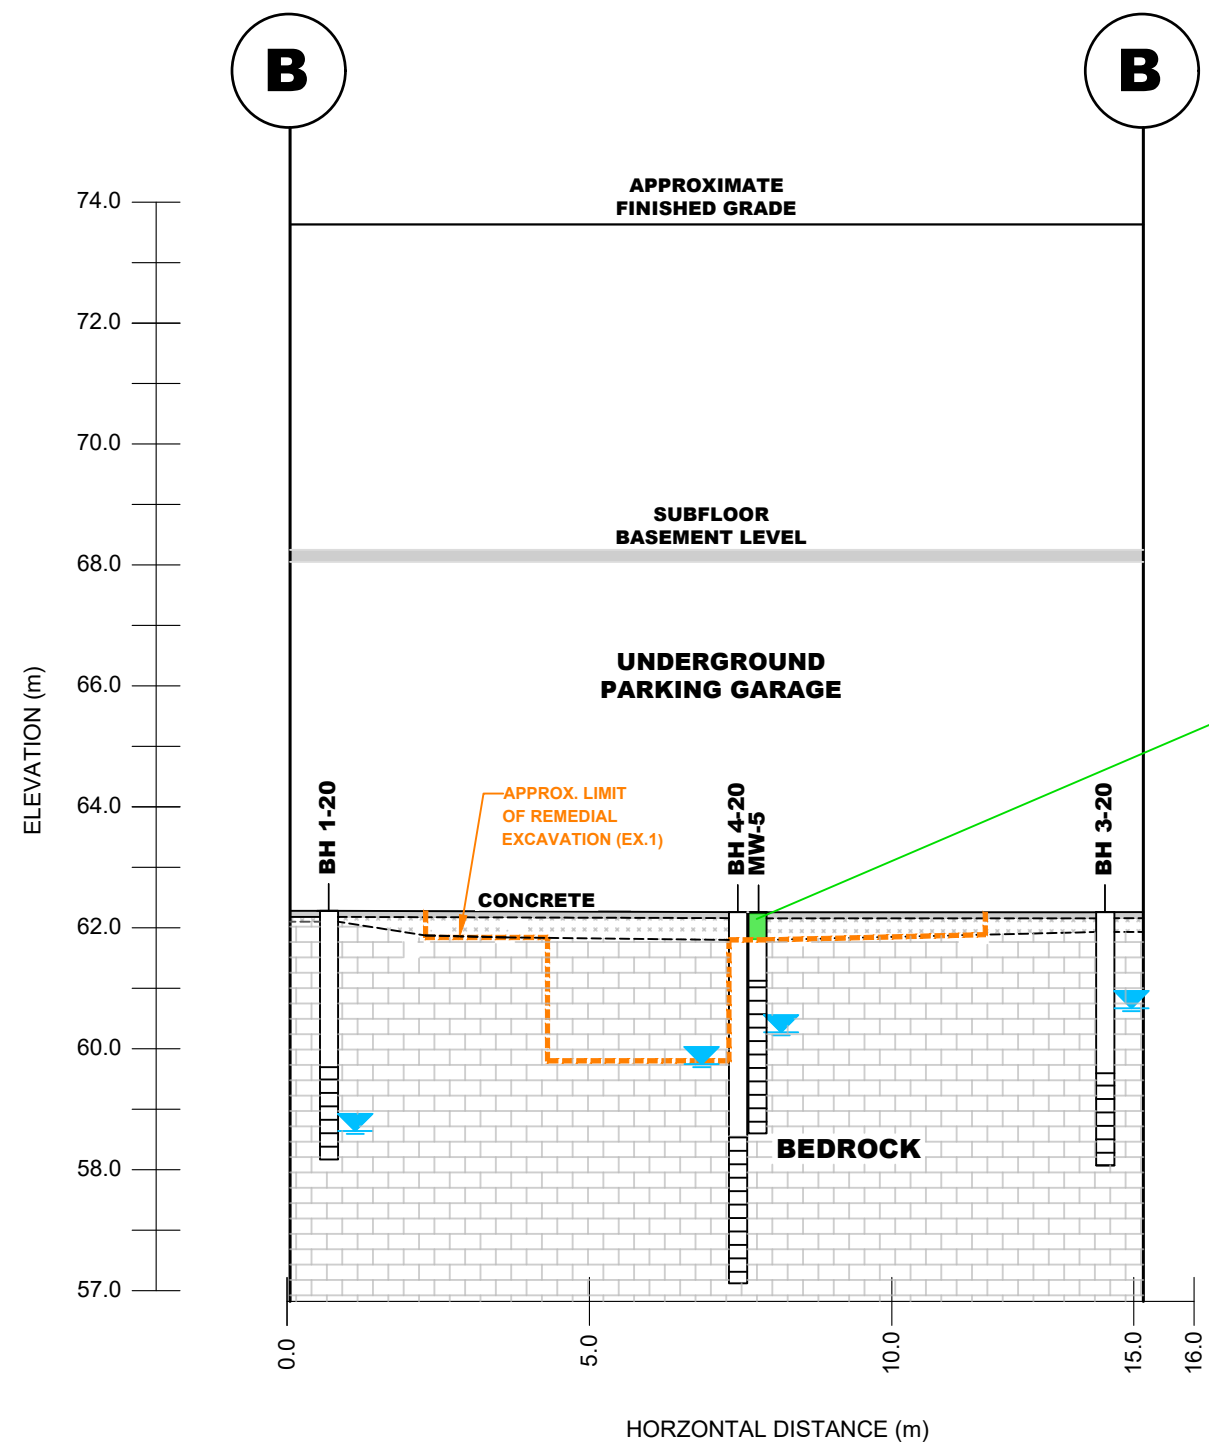 B
B
APPROXIMATE
FINISHED GRADE
74.0
72.0
70.0
SUBFLOOR
BASEMENT LEVEL
68.0
UNDERGROUND
PARKING GARAGE
66.0
ELEVATION (m)
64.0
APPROX. LIMIT
OF REMEDIAL
EXCAVATION (EX.1)
BH 1-20
BH 4-20
MW-5
BH 3-20
CONCRETE
62.0
60.0
BEDROCK
58.0
57.0
0.0
5.0
10.0
15.0
16.0
HORZONTAL DISTANCE (m)